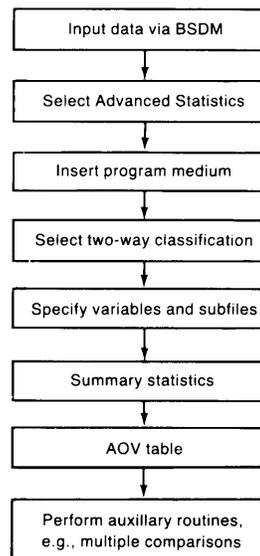 Input data via BSDM
Select Advanced Statistics
Insert program medium
Select two-way classification
Specify variables and subfiles
Summary statistics
AOV table
Perform auxillary routines,
e.g., multiple comparisons